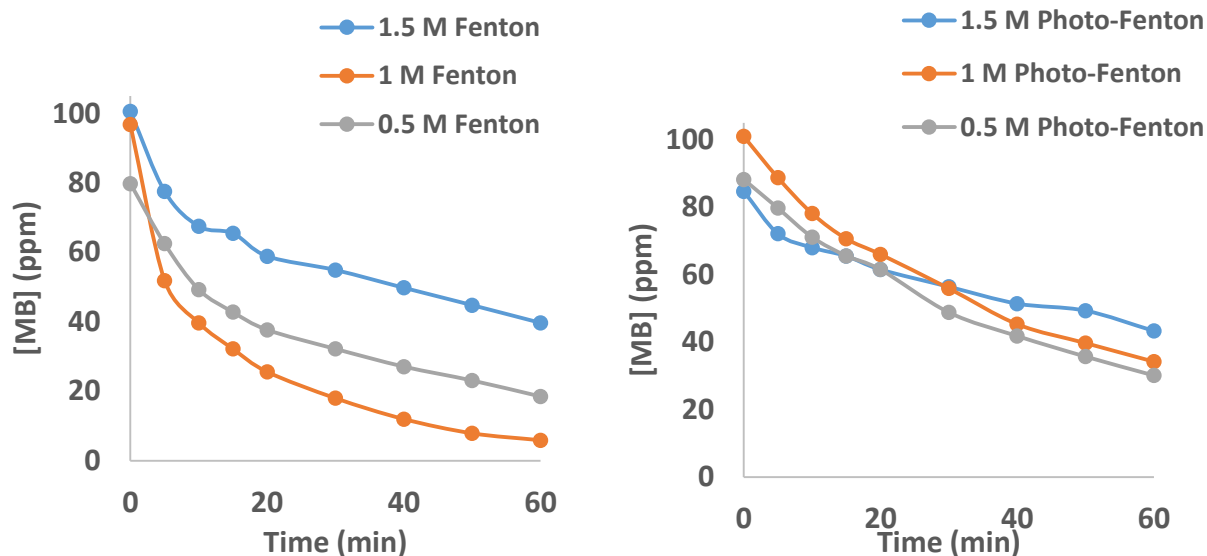 1.5 M Fenton
1 M Fenton
0.5 M Fenton
100
80
60
40
20
0
[MB] (ppm)
0 20 40 60
Time (min)
1.5 M Photo-Fenton
1 M Photo-Fenton
0.5 M Photo-Fenton
100
80
60
40
20
0
[MB] (ppm)
0 20 40 60
Time (min)